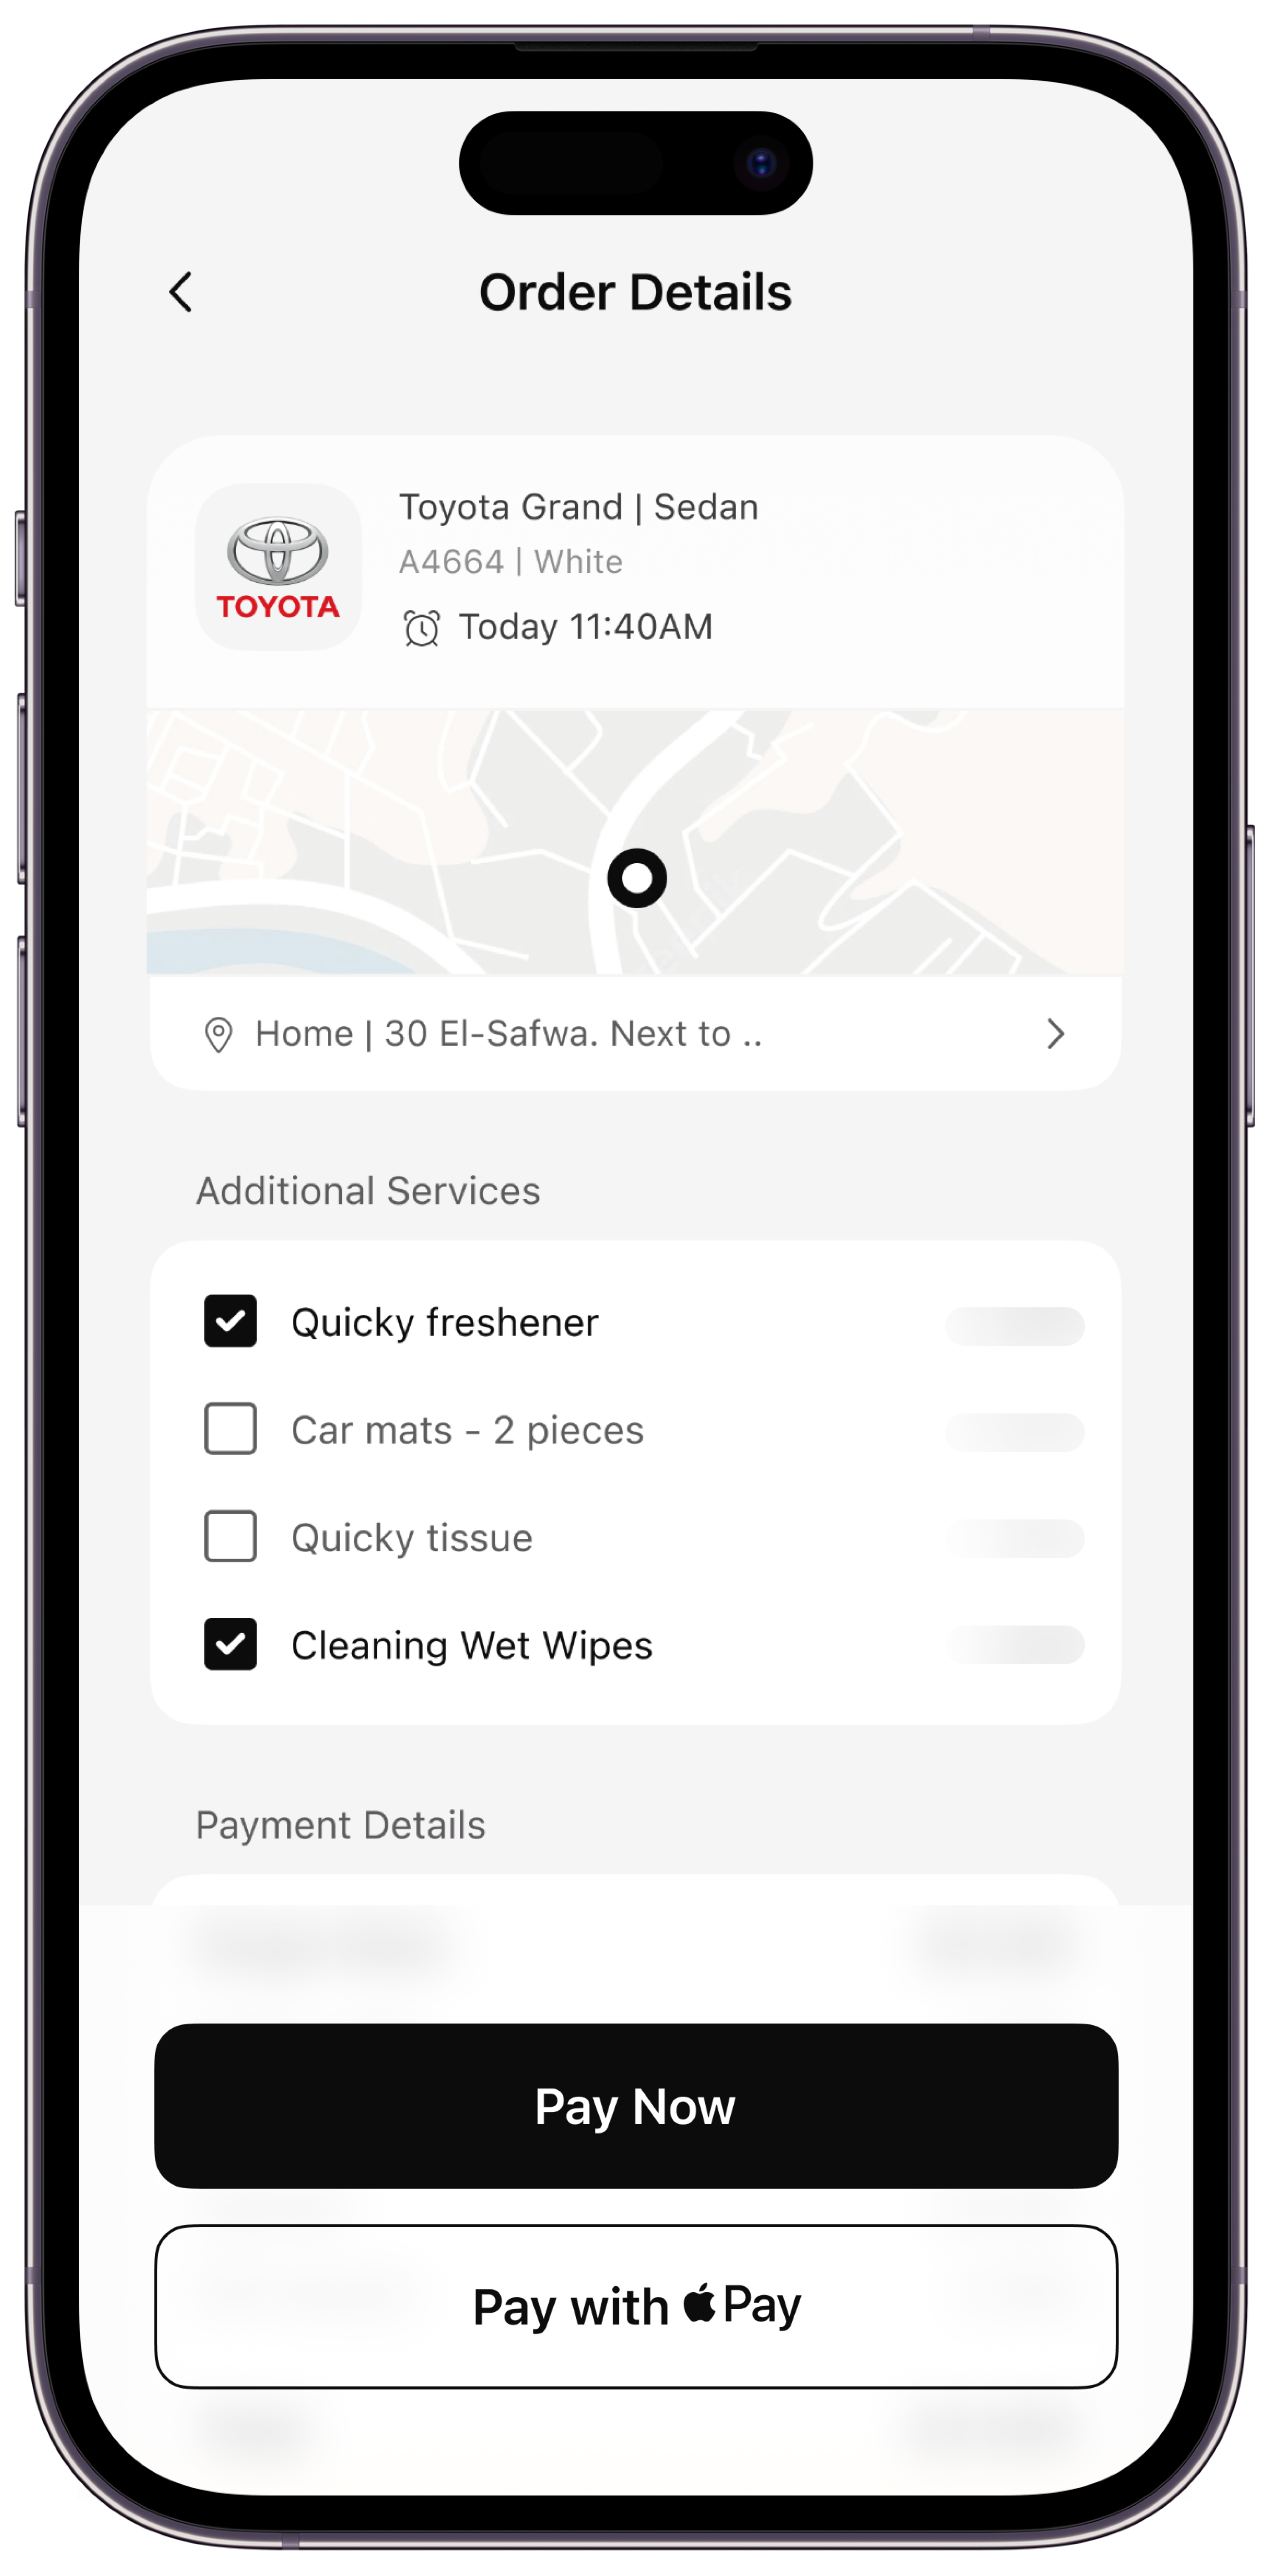 Order Details
TOYOTA
Toyota Grand | Sedan
A4664 | White
Today 11:40AM
Home | 30 El-Safwa. Next to ..
Additional Services
Quicky freshener
Car mats - 2 pieces
Quicky tissue
Cleaning Wet Wipes
Payment Details
Pay Now
Pay with Pay